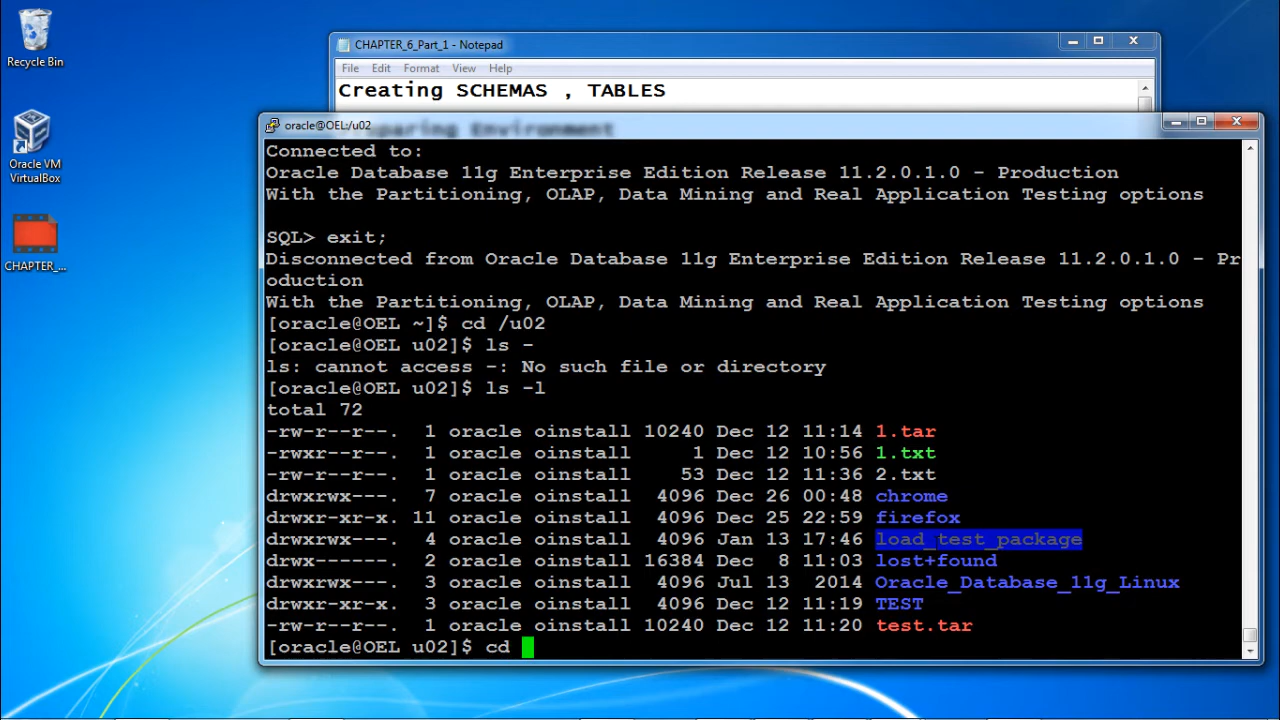 Recycle Bin
Oracle VM
VirtualBox
CHAPTER_...
CHAPTER_6_Part_1 - Notepad
File Edit Format View Help
Creating SCHEMAS , TABLES
Environment
oracle@OEL:/u02
Connected to:
Oracle Database 11g Enterprise Edition Release 11.2.0.1.0 - Production
With the Partitioning, OLAP, Data Mining and Real Application Testing options
SQL> exit;
Disconnected from Oracle Database 11g Enterprise Edition Release 11.2.0.1.0 - Pr
oduction
With the Partitioning, OLAP, Data Mining and Real Application Testing options
[oracle@OEL ~]$ cd /u02
[oracle@OEL u02]$ ls -
ls: cannot access -: No such file or directory
[oracle@OEL u02]$ ls -l
total 72
-rw-r--r--. 1 oracle oinstall 10240 Dec 12 11:14 1.tar
-rwxr--r--. 1 oracle oinstall 1 Dec 12 10:56 1.txt
-rw-r--r--. 1 oracle oinstall 53 Dec 12 11:36 2.txt
drwxrwx---. 7 oracle oinstall 4096 Dec 26 00:48 chrome
drwxr-xr-x. 11 oracle oinstall 4096 Dec 25 22:59 firefox
drwxrwx---. 4 oracle oinstall 4096 Jan 13 17:46 load_test_package
drwx------. 2 oracle oinstall 16384 Dec 8 11:03 lost+found
drwxrwx---. 3 oracle oinstall 4096 Jul 13 2014 Oracle_Database_11g_Linux
drwxr-xr-x. 3 oracle oinstall 4096 Dec 12 11:19 TEST
-rw-r--r--. 1 oracle oinstall 10240 Dec 12 11:20 test.tar
[oracle@OEL u02]$ cd